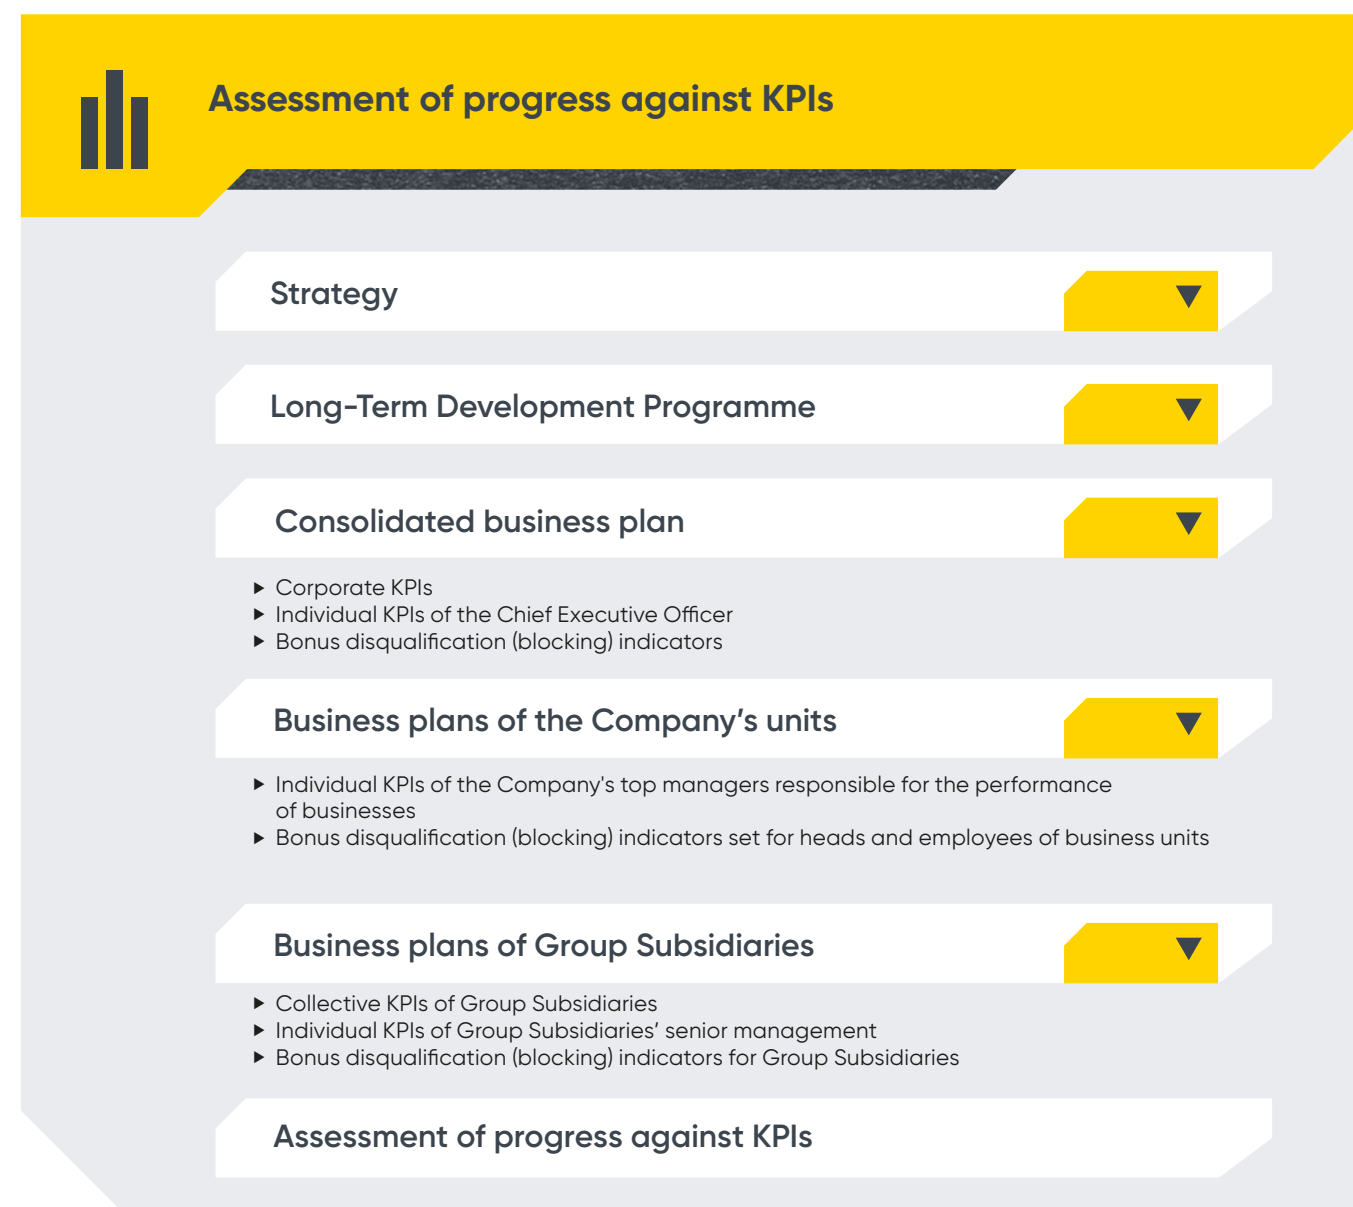 Assessment of progress against KPIs
Strategy
Long-Term Development Programme
Consolidated business plan
Corporate KPIs
Individual KPIs of the Chief Executive Officer
Bonus disqualification (blocking) indicators
Business plans of the Company’s units
Individual KPIs of the Company's top managers responsible for the performance
of businesses
Bonus disqualification (blocking) indicators set for heads and employees of business units
Business plans of Group Subsidiaries
Collective KPIs of Group Subsidiaries
Individual KPIs of Group Subsidiaries’ senior management
Bonus disqualification (blocking) indicators for Group Subsidiaries
Assessment of progress against KPIs